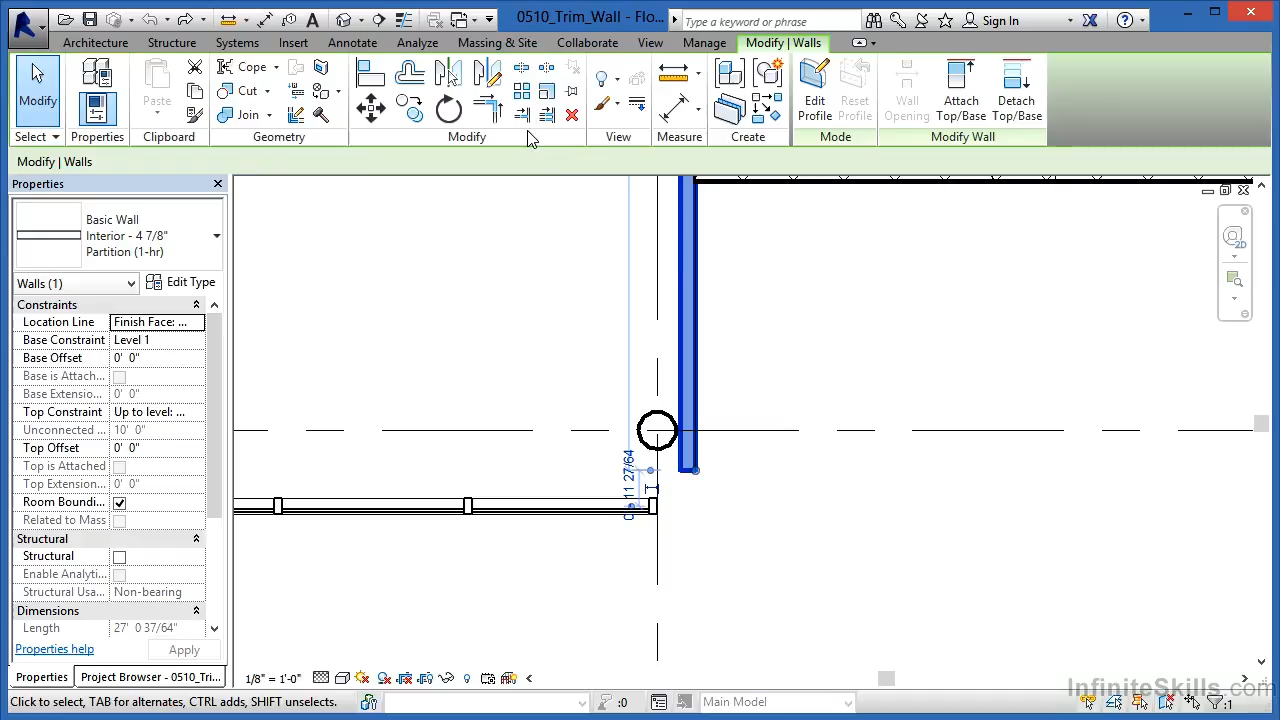 0510_Trim_Wall - Flo...
Type a keyword or phrase
Sign In
Architecture
Structure
Systems
Insert
Annotate
Analyze
Massing & Site
Collaborate
View
Manage
Modify | Walls
Modify
Select
Properties
Paste
Clipboard
Cope
Cut
Join
Geometry
Modify
View
Measure
Create
Edit Profile
Reset Profile
Mode
Wall Opening
Attach Top/Base
Detach Top/Base
Modify Wall
Modify | Walls
Properties
Basic Wall
Interior - 4 7/8"
Partition (1-hr)
Walls (1)
Edit Type
Constraints
Location Line Finish Face: ...
Base Constraint Level 1
Base Offset 0' 0"
Base is Attach...
Base Extensio... 0' 0"
Top Constraint Up to level: ...
Unconnected ... 10' 0"
Top Offset 0' 0"
Top is Attached
Top Extension... 0' 0"
Room Boundi...
Related to Mass
Structural
Structural
Enable Analyti...
Structural Usa... Non-bearing
Dimensions
Length 27' 0 37/64"
Properties help
Apply
Properties
Project Browser - 0510_Tri...
2D
11 27/64
1/8" = 1'-0"
Click to select, TAB for alternates, CTRL adds, SHIFT unselects.
:0
Main Model
:1
InfiniteSkills.com